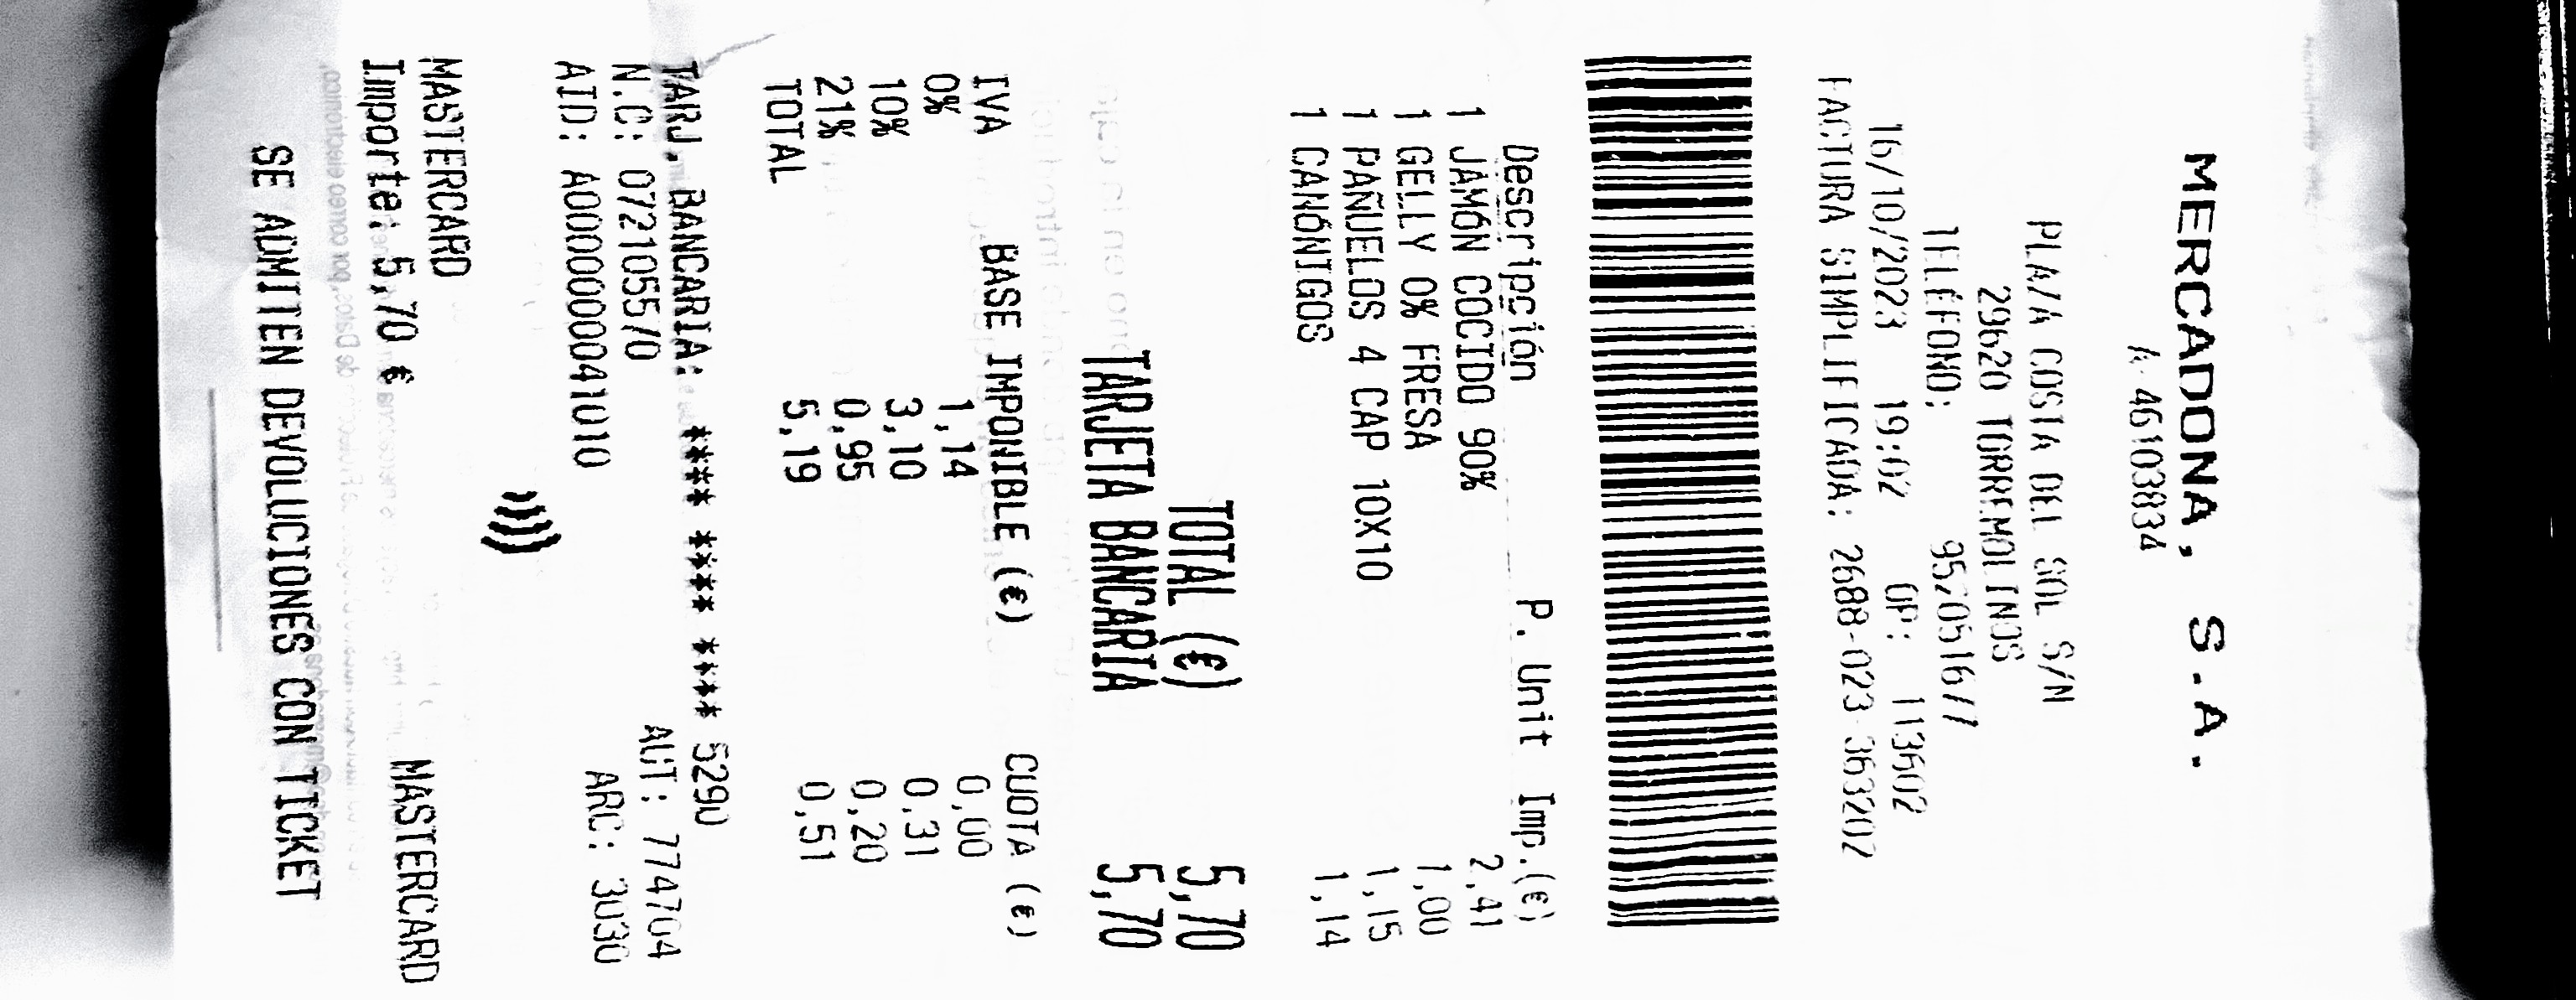 MERCADONA, S.A.
A-46103834
PLAZA COSTA DEL SOL S/N
29620 TORREMOLINOS
TELÉFONO: 952051677
16/10/2023 19:02 OP: 113602
FACTURA SIMPLIFICADA: 2688-023-363202
Descripción P. Unit Imp.(€)
1 JAMÓN COCIDO 90% 2,41
1 GELLY 0% FRESA 1,00
1 PAÑUELOS 4 CAP 10X10 1,15
1 CANÓNIGOS 1,14
TOTAL (€) 5,70
TARJETA BANCARIA 5,70
IVA BASE IMPONIBLE (€) CUOTA (€)
0% 1,14 0,00
10% 3,10 0,31
21% 0,95 0,20
TOTAL 5,19 0,51
TARJ. BANCARIA: **** **** **** 5290
N.C: 072105570 AUT: 774704
AID: A0000000041010 ARC: 3030
MASTERCARD
Importe: 5,70 € MASTERCARD
SE ADMITEN DEVOLUCIONES CON TICKET